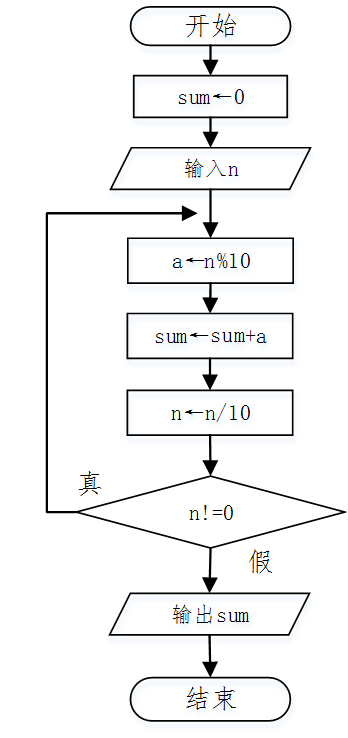 开始
sum←0
输入n
a←n%10
sum←sum+a
n←n/10
真
n!=0
假
输出sum
结束